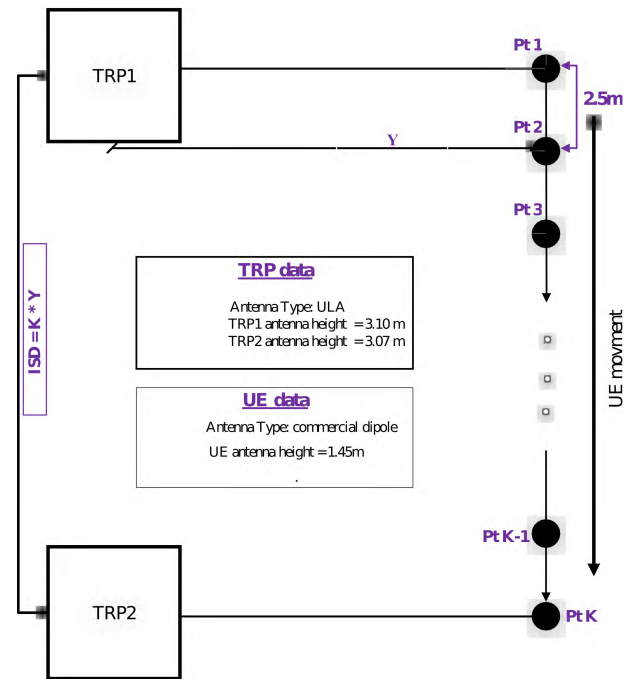 Pt 1
TRP1
2.5m
Pt 2
Y
Pt 3
TRP data
Antenna Type: ULA
TRP1 antenna height = 3.10 m
TRP2 antenna height = 3.07 m
ISD = K * Y
UE movment
UE data
Antenna Type: commercial dipole
UE antenna height = 1.45m
.
Pt K-1
TRP2
Pt K